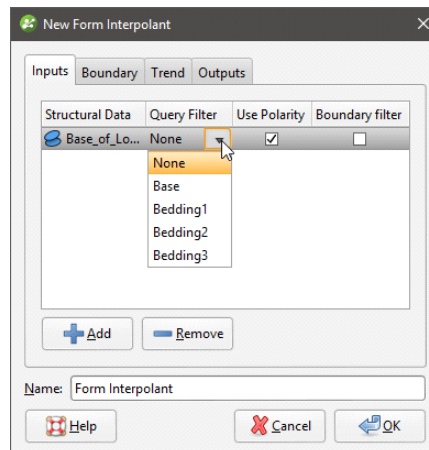 New Form Interpolant
Inputs Boundary Trend Outputs
Structural Data Query Filter Use Polarity Boundary filter
Base_of_Lo... None
None
Base
Bedding1
Bedding2
Bedding3
Add Remove
Name: Form Interpolant
Help Cancel OK